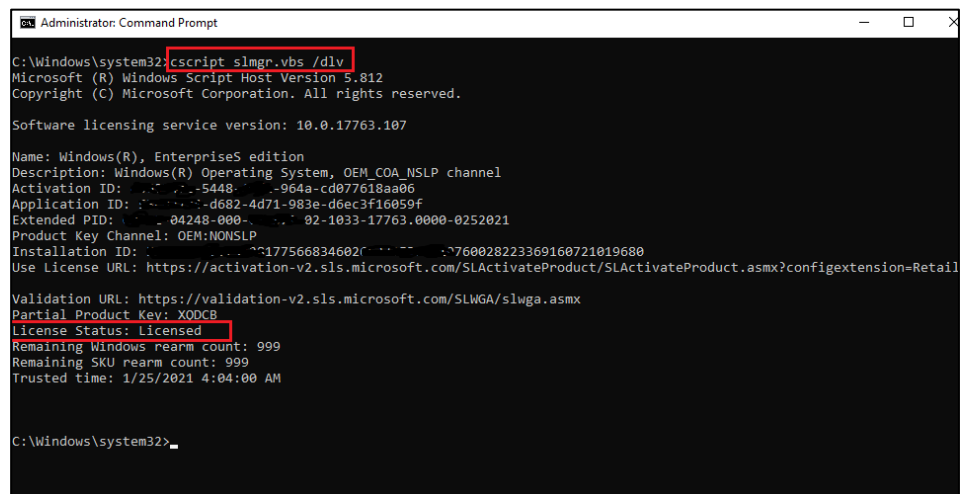 Administrator: Command Prompt
C:\Windows\system32>cscript slmgr.vbs /dlv
Microsoft (R) Windows Script Host Version 5.812
Copyright (C) Microsoft Corporation. All rights reserved.
Software licensing service version: 10.0.17763.107
Name: Windows(R), EnterpriseS edition
Description: Windows(R) Operating System, OEM_COA_NSLP channel
Activation ID: -5448- -964a-cd077618aa06
Application ID: -d682-4d71-983e-d6ec3f16059f
Extended PID: 04248-000- 02-1033-17763.0000-0252021
Product Key Channel: OEM:NONSLP
Installation ID: 760028223369160721019680
Use License URL: https://activation-v2.sls.microsoft.com/SLActivateProduct/SLActivateProduct.asmx?configextension=Retail
Validation URL: https://validation-v2.sls.microsoft.com/SLWGA/slwga.asmx
Partial Product Key: XQDCB
License Status: Licensed
Remaining Windows rearm count: 999
Remaining SKU rearm count: 999
Trusted time: 1/25/2021 4:04:00 AM
C:\Windows\system32>